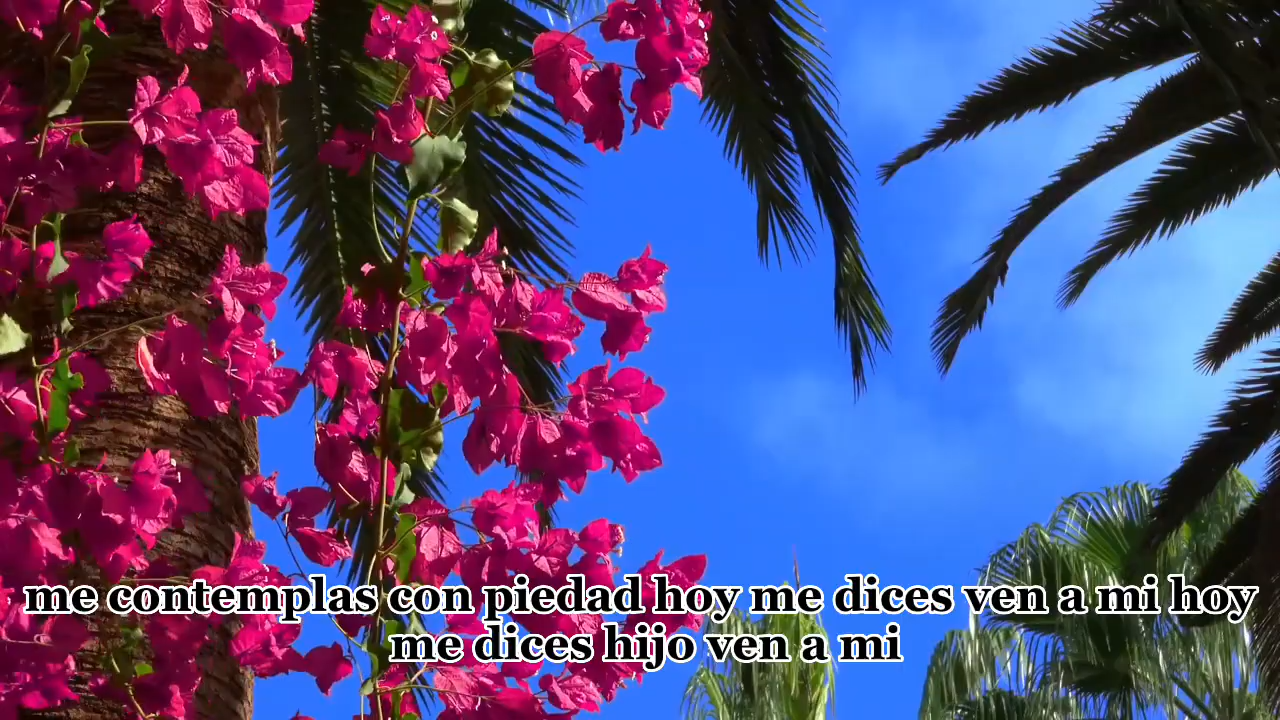 me contemplas con piedad hoy me dices ven a mi hoy
me dices hijo ven a mi